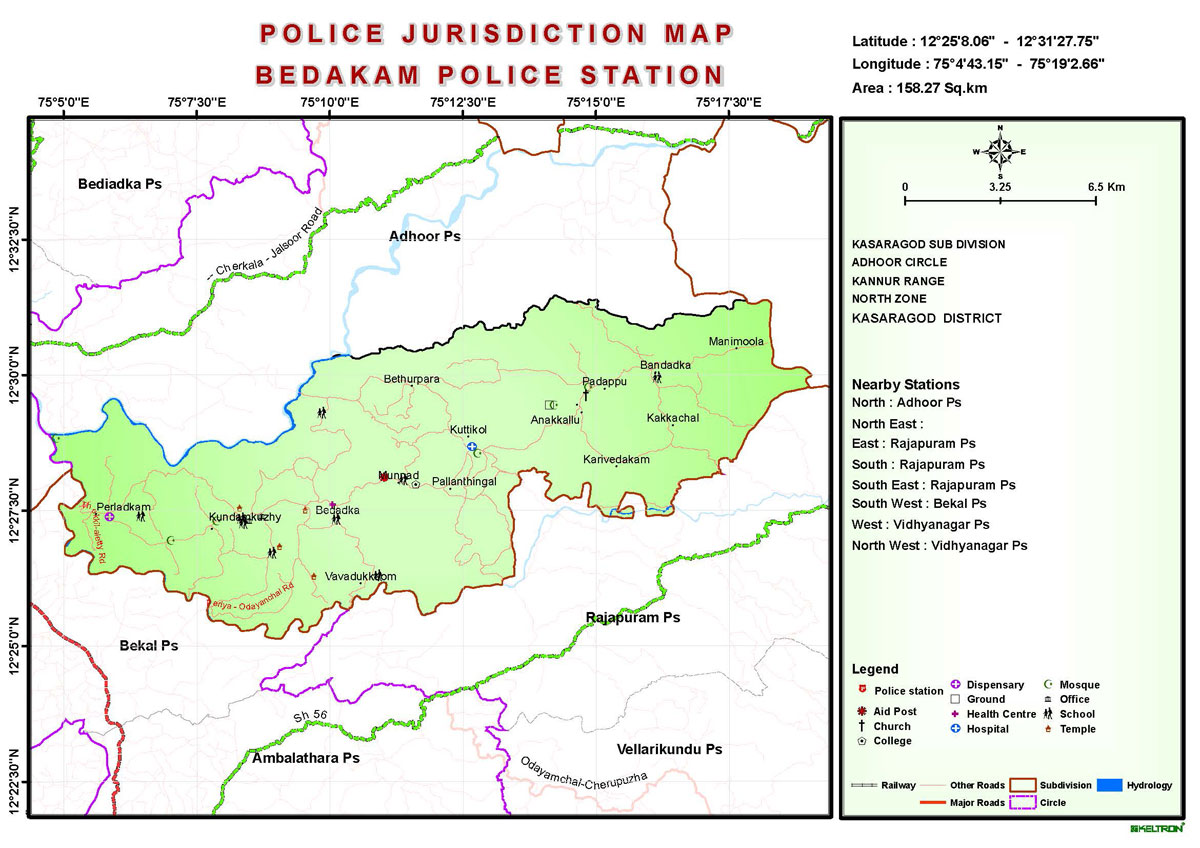 POLICE JURISDICTION MAP
BEDAKAM POLICE STATION
Latitude : 12°25'8.06" - 12°31'27.75"
Longitude : 75°4'43.15" - 75°19'2.66"
Area : 158.27 Sq.km
75°5'0"E 75°7'30"E 75°10'0"E 75°12'30"E 75°15'0"E 75°17'30"E
12°32'30"N
12°30'0"N
12°27'30"N
12°25'0"N
12°22'30"N
Bediadka Ps
Adhoor Ps
Cherkala - Jalsoor Road
Manimoola
Bandadka
Bethurpara
Padappu
Anakkallu
Kakkachal
Kuttikol
Karivedakam
Munnad
Pallanthingal
Perladkam
Kundamkuzhy
Bedadka
Vavadukkam
Periya - Odayanchal Rd
Bekal Ps
Rajapuram Ps
Sh 56
Ambalathara Ps
Vellarikundu Ps
Odayamchal-Cherupuzha
N
W E
S
0 3.25 6.5 Km
KASARAGOD SUB DIVISION
ADHOOR CIRCLE
KANNUR RANGE
NORTH ZONE
KASARAGOD DISTRICT
Nearby Stations
North : Adhoor Ps
North East :
East : Rajapuram Ps
South : Rajapuram Ps
South East : Rajapuram Ps
South West : Bekal Ps
West : Vidhyanagar Ps
North West : Vidhyanagar Ps
Legend
Police station
Aid Post
Church
College
Dispensary
Ground
Health Centre
Hospital
Mosque
Office
School
Temple
Railway
Other Roads
Subdivision
Hydrology
Major Roads
Circle
KELTRON